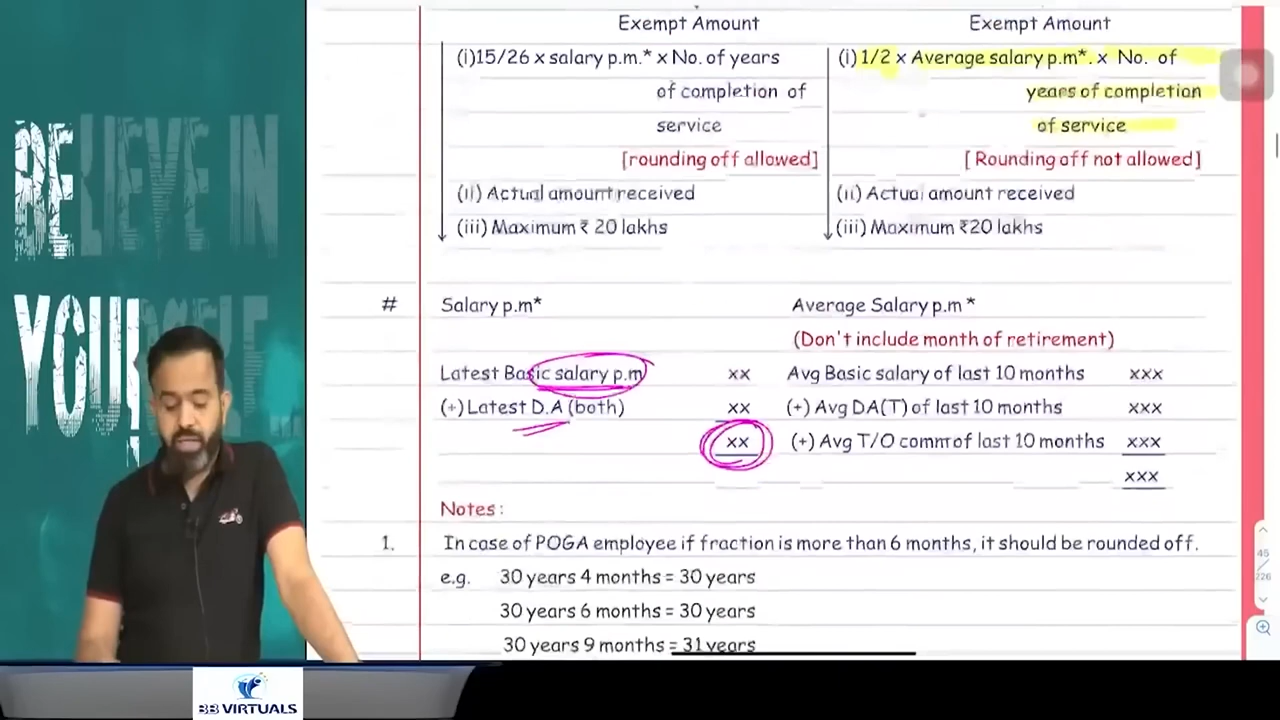 BELIEVE IN
YOURSELF
Exempt Amount
Exempt Amount
(i)15/26 x salary p.m.* x No. of years
of completion of
service
[rounding off allowed]
(ii) Actual amount received
(iii) Maximum ₹ 20 lakhs
(i) 1/2 x Average salary p.m*. x No. of
years of completion
of service
[ Rounding off not allowed]
(ii) Actual amount received
(iii) Maximum ₹20 lakhs
# Salary p.m*
Average Salary p.m *
(Don't include month of retirement)
Latest Basic salary p.m xx
(+) Latest D.A (both) xx
xx
Avg Basic salary of last 10 months xxx
(+) Avg DA(T) of last 10 months xxx
(+) Avg T/O comm of last 10 months xxx
xxx
Notes :
1. In case of POGA employee if fraction is more than 6 months, it should be rounded off.
e.g. 30 years 4 months = 30 years
30 years 6 months = 30 years
30 years 9 months = 31 years
45
226
BB VIRTUALS